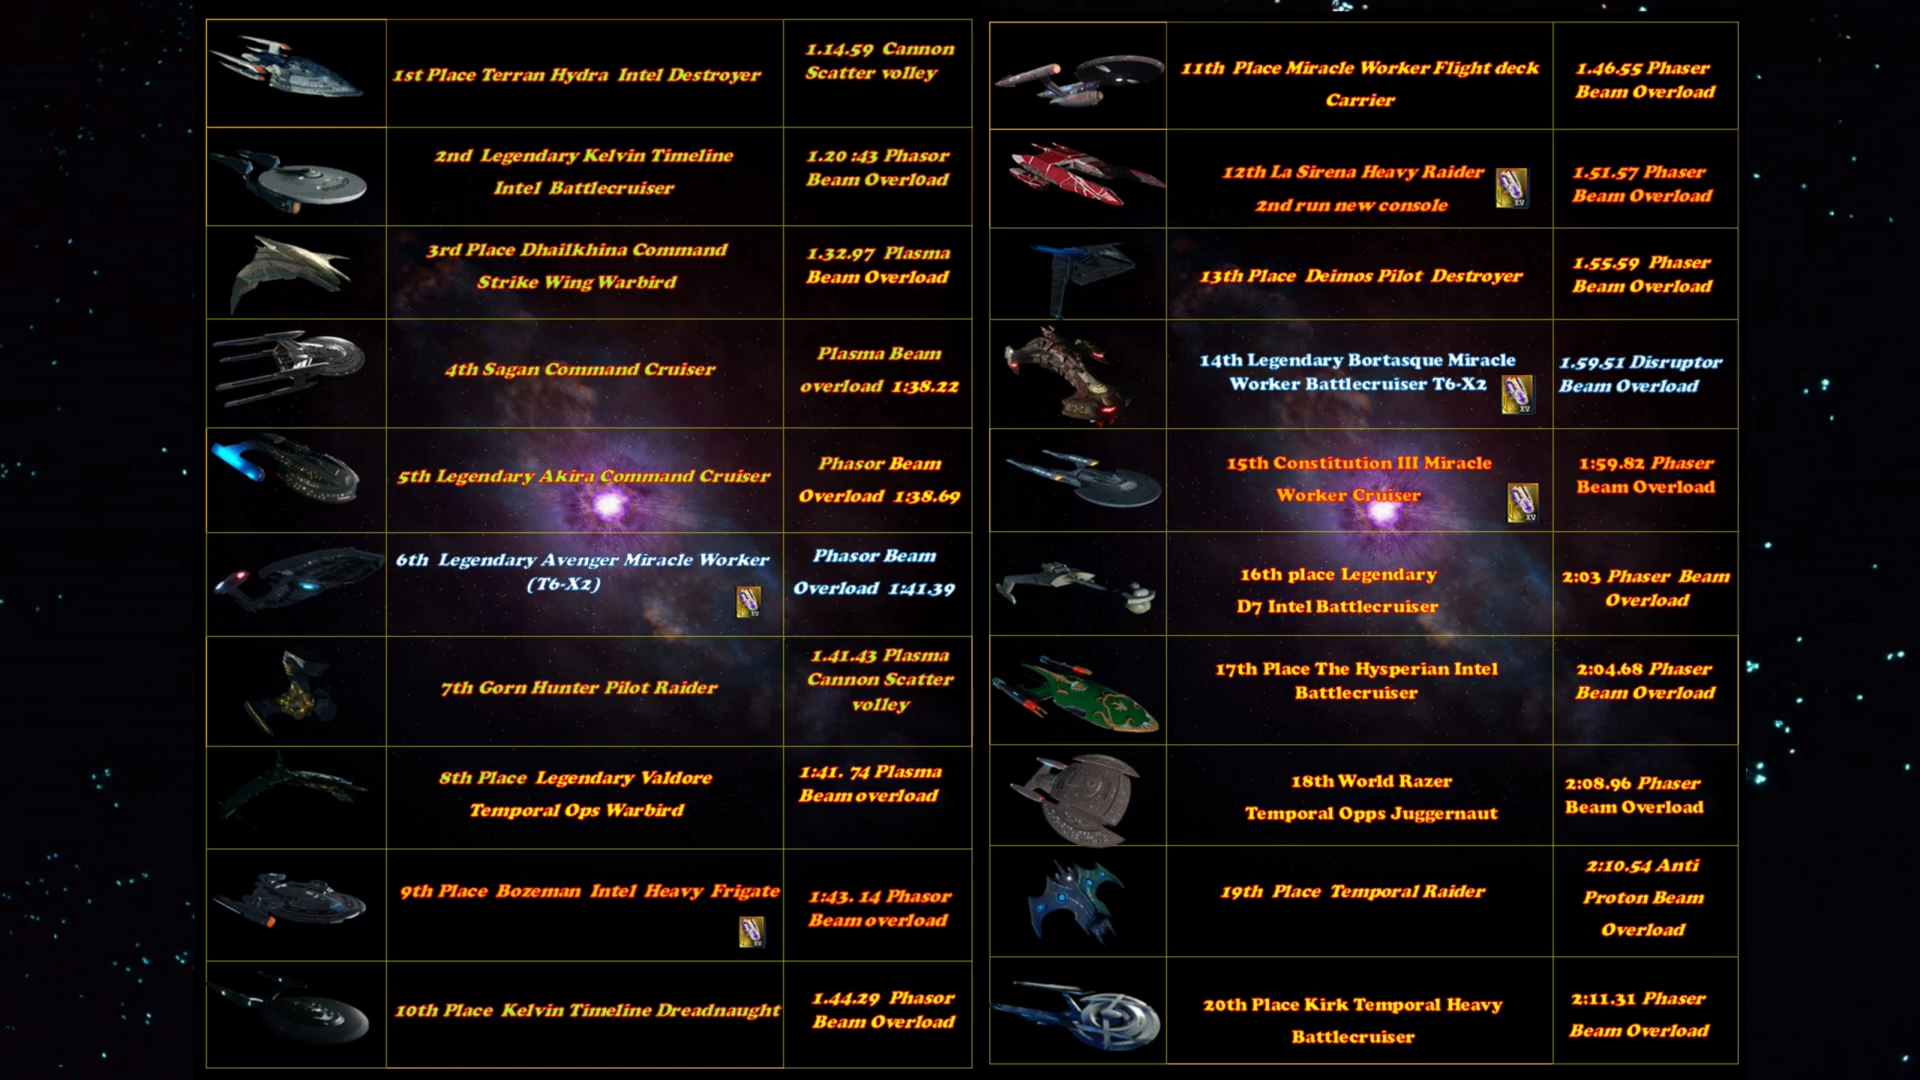 1st Place Terran Hydra Intel Destroyer
1.14.59 Cannon
Scatter volley
2nd Legendary Kelvin Timeline
Intel Battlecruiser
1.20 :43 Phasor
Beam Overload
3rd Place Dhailkhina Command
Strike Wing Warbird
1.32.97 Plasma
Beam Overload
4th Sagan Command Cruiser
Plasma Beam
overload 1:38.22
5th Legendary Akira Command Cruiser
Phasor Beam
Overload 1:38.69
6th Legendary Avenger Miracle Worker
(T6-X2)
XV
Phasor Beam
Overload 1:41.39
7th Gorn Hunter Pilot Raider
1.41.43 Plasma
Cannon Scatter
volley
8th Place Legendary Valdore
Temporal Ops Warbird
1:41. 74 Plasma
Beam overload
9th Place Bozeman Intel Heavy Frigate
XV
1:43. 14 Phasor
Beam overload
10th Place Kelvin Timeline Dreadnaught
1.44.29 Phasor
Beam Overload
11th Place Miracle Worker Flight deck
Carrier
1.46.55 Phaser
Beam Overload
12th La Sirena Heavy Raider
2nd run new console
XV
1.51.57 Phaser
Beam Overload
13th Place Deimos Pilot Destroyer
1.55.59 Phaser
Beam Overload
14th Legendary Bortasque Miracle
Worker Battlecruiser T6-X2
XV
1.59.51 Disruptor
Beam Overload
15th Constitution III Miracle
Worker Cruiser
XV
1:59.82 Phaser
Beam Overload
16th place Legendary
D7 Intel Battlecruiser
2:03 Phaser Beam
Overload
17th Place The Hysperian Intel
Battlecruiser
2:04.68 Phaser
Beam Overload
18th World Razer
Temporal Opps Juggernaut
2:08.96 Phaser
Beam Overload
19th Place Temporal Raider
2:10.54 Anti
Proton Beam
Overload
20th Place Kirk Temporal Heavy
Battlecruiser
2:11.31 Phaser
Beam Overload